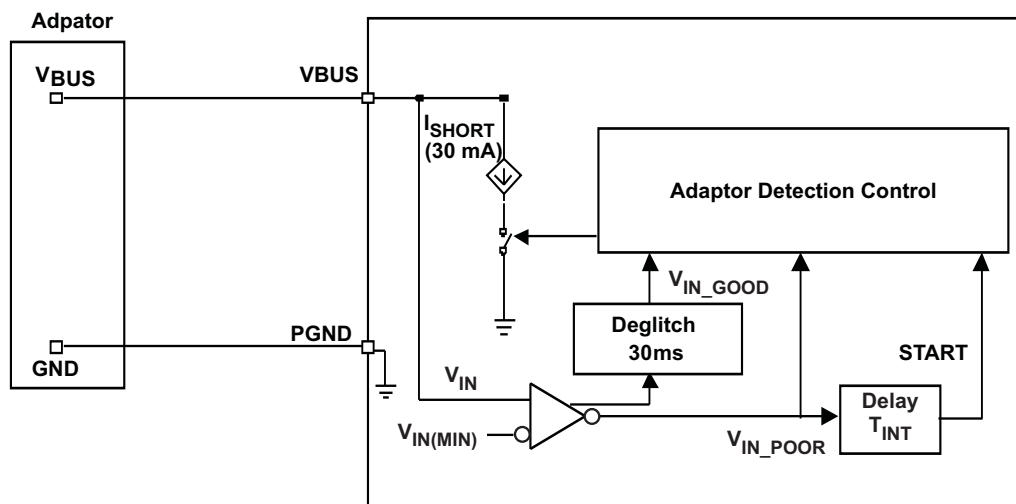 Adpator
VBUS
VBUS
ISHORT
(30 mA)
Adaptor Detection Control
VIN_GOOD
Deglitch
30ms
PGND
GND
START
VIN
Delay
TINT
VIN(MIN)
VIN_POOR